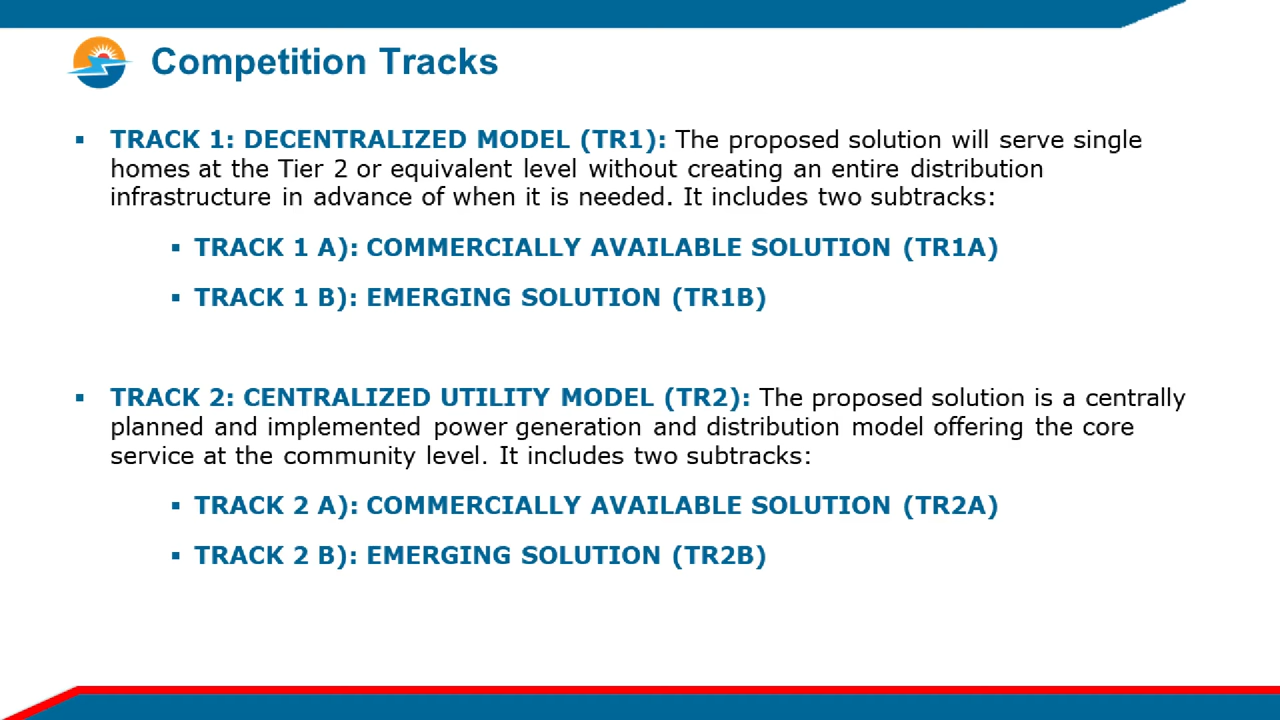 Competition Tracks
▪ TRACK 1: DECENTRALIZED MODEL (TR1): The proposed solution will serve single
homes at the Tier 2 or equivalent level without creating an entire distribution
infrastructure in advance of when it is needed. It includes two subtracks:
▪ TRACK 1 A): COMMERCIALLY AVAILABLE SOLUTION (TR1A)
▪ TRACK 1 B): EMERGING SOLUTION (TR1B)
▪ TRACK 2: CENTRALIZED UTILITY MODEL (TR2): The proposed solution is a centrally
planned and implemented power generation and distribution model offering the core
service at the community level. It includes two subtracks:
▪ TRACK 2 A): COMMERCIALLY AVAILABLE SOLUTION (TR2A)
▪ TRACK 2 B): EMERGING SOLUTION (TR2B)